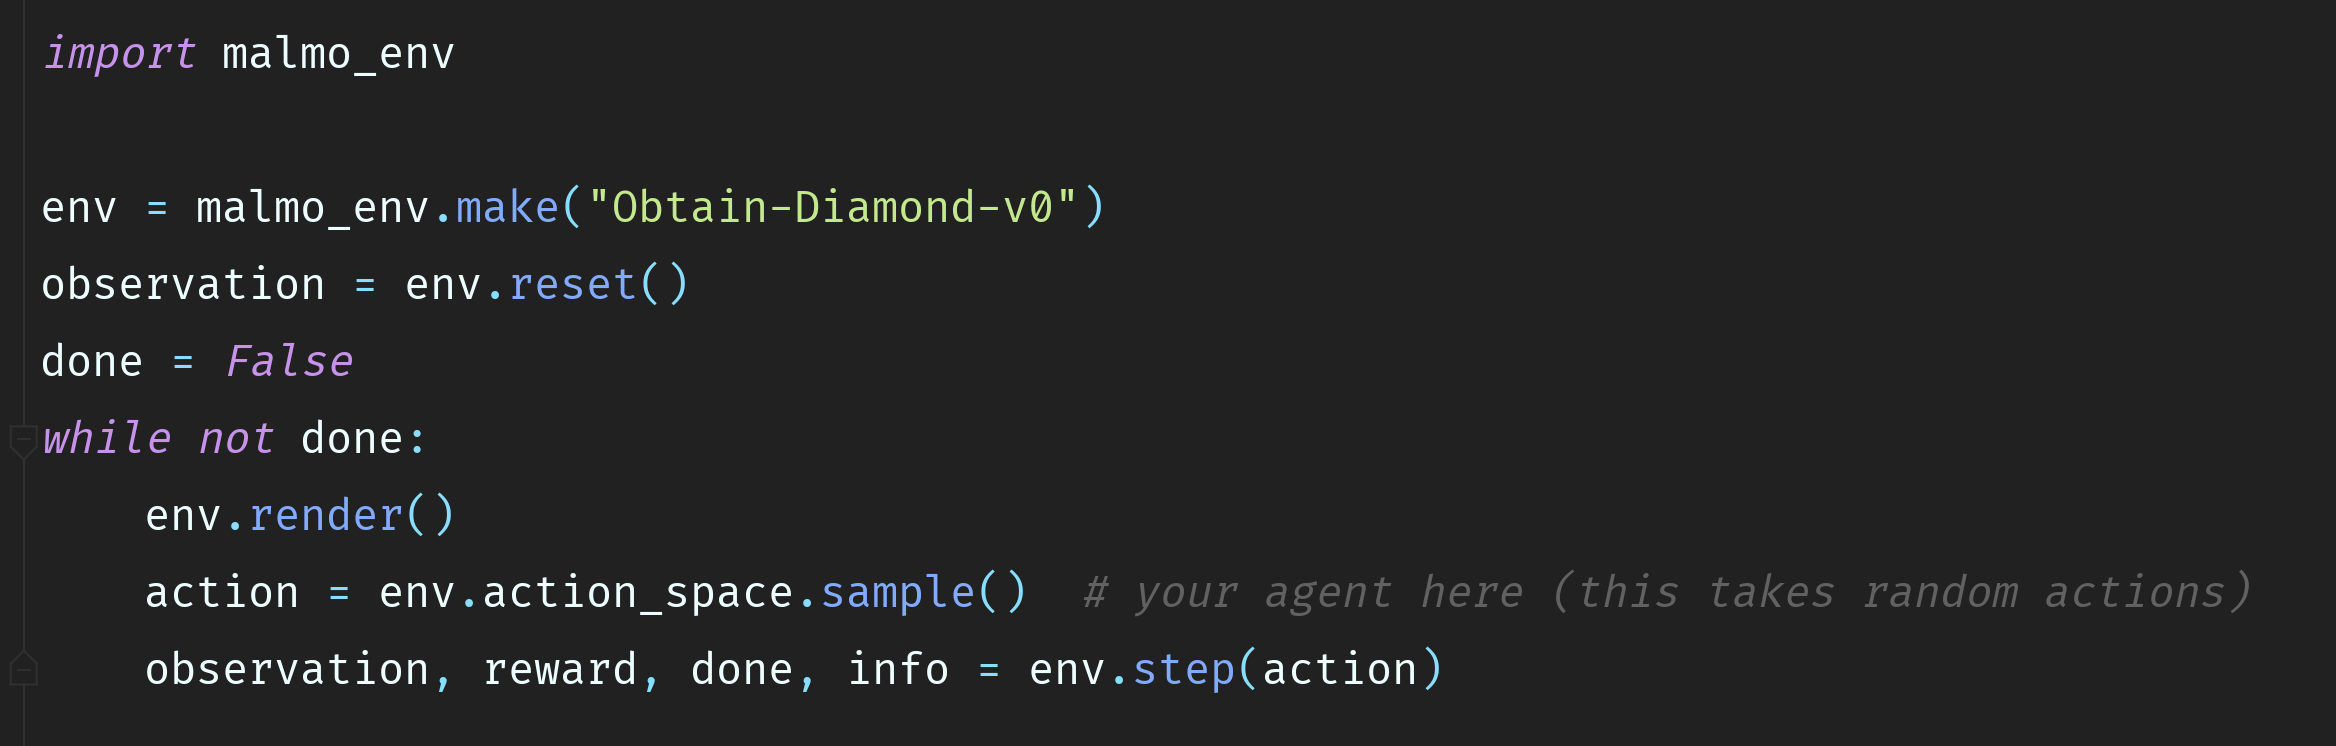 import malmo_env
env = malmo_env.make("Obtain-Diamond-v0")
observation = env.reset()
done = False
while not done:
    env.render()
    action = env.action_space.sample()  # your agent here (this takes random actions)
    observation, reward, done, info = env.step(action)